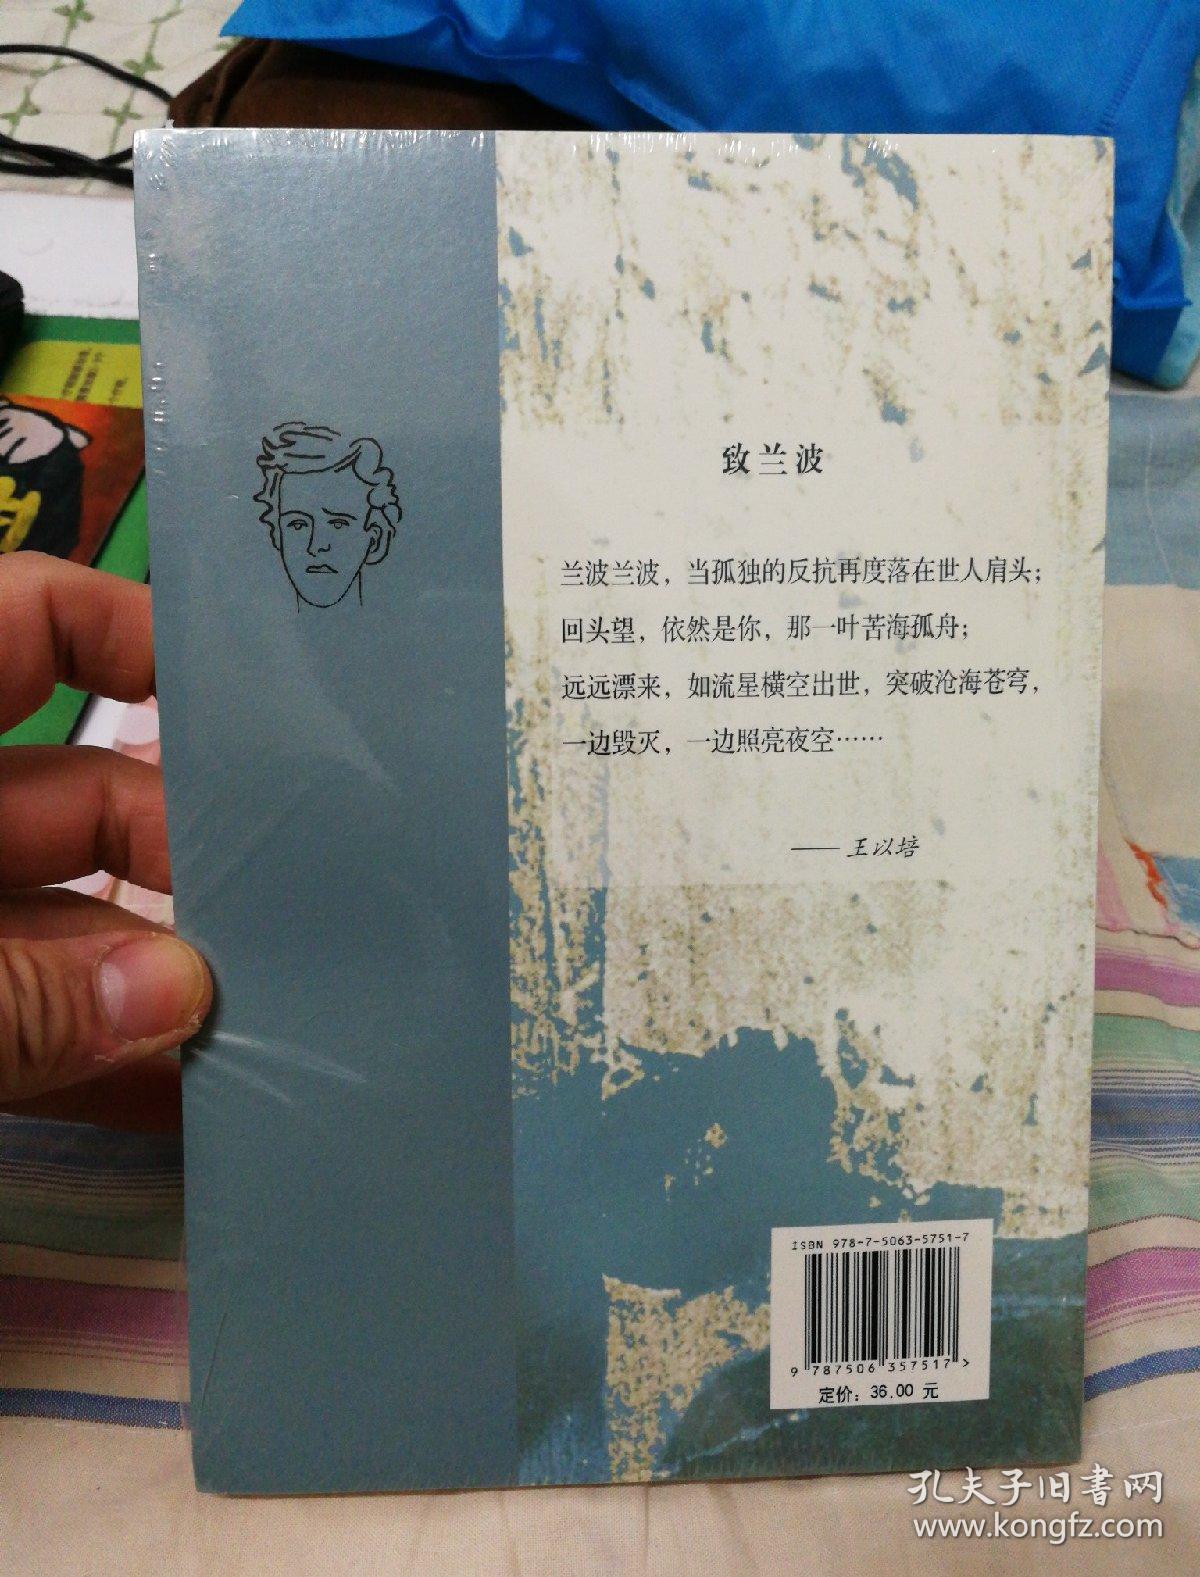 致兰波
兰波兰波，当孤独的反抗再度落在世人肩头；
回头望，依然是你，那一叶苦海孤舟；
远远漂来，如流星横空出世，突破沧海苍穹，
一边毁灭，一边照亮夜空……
——王以培
ISBN 978-7-5063-5751-7
9 787506 357517 >
定价：36.00 元
孔夫子旧书网
www.kongfz.com